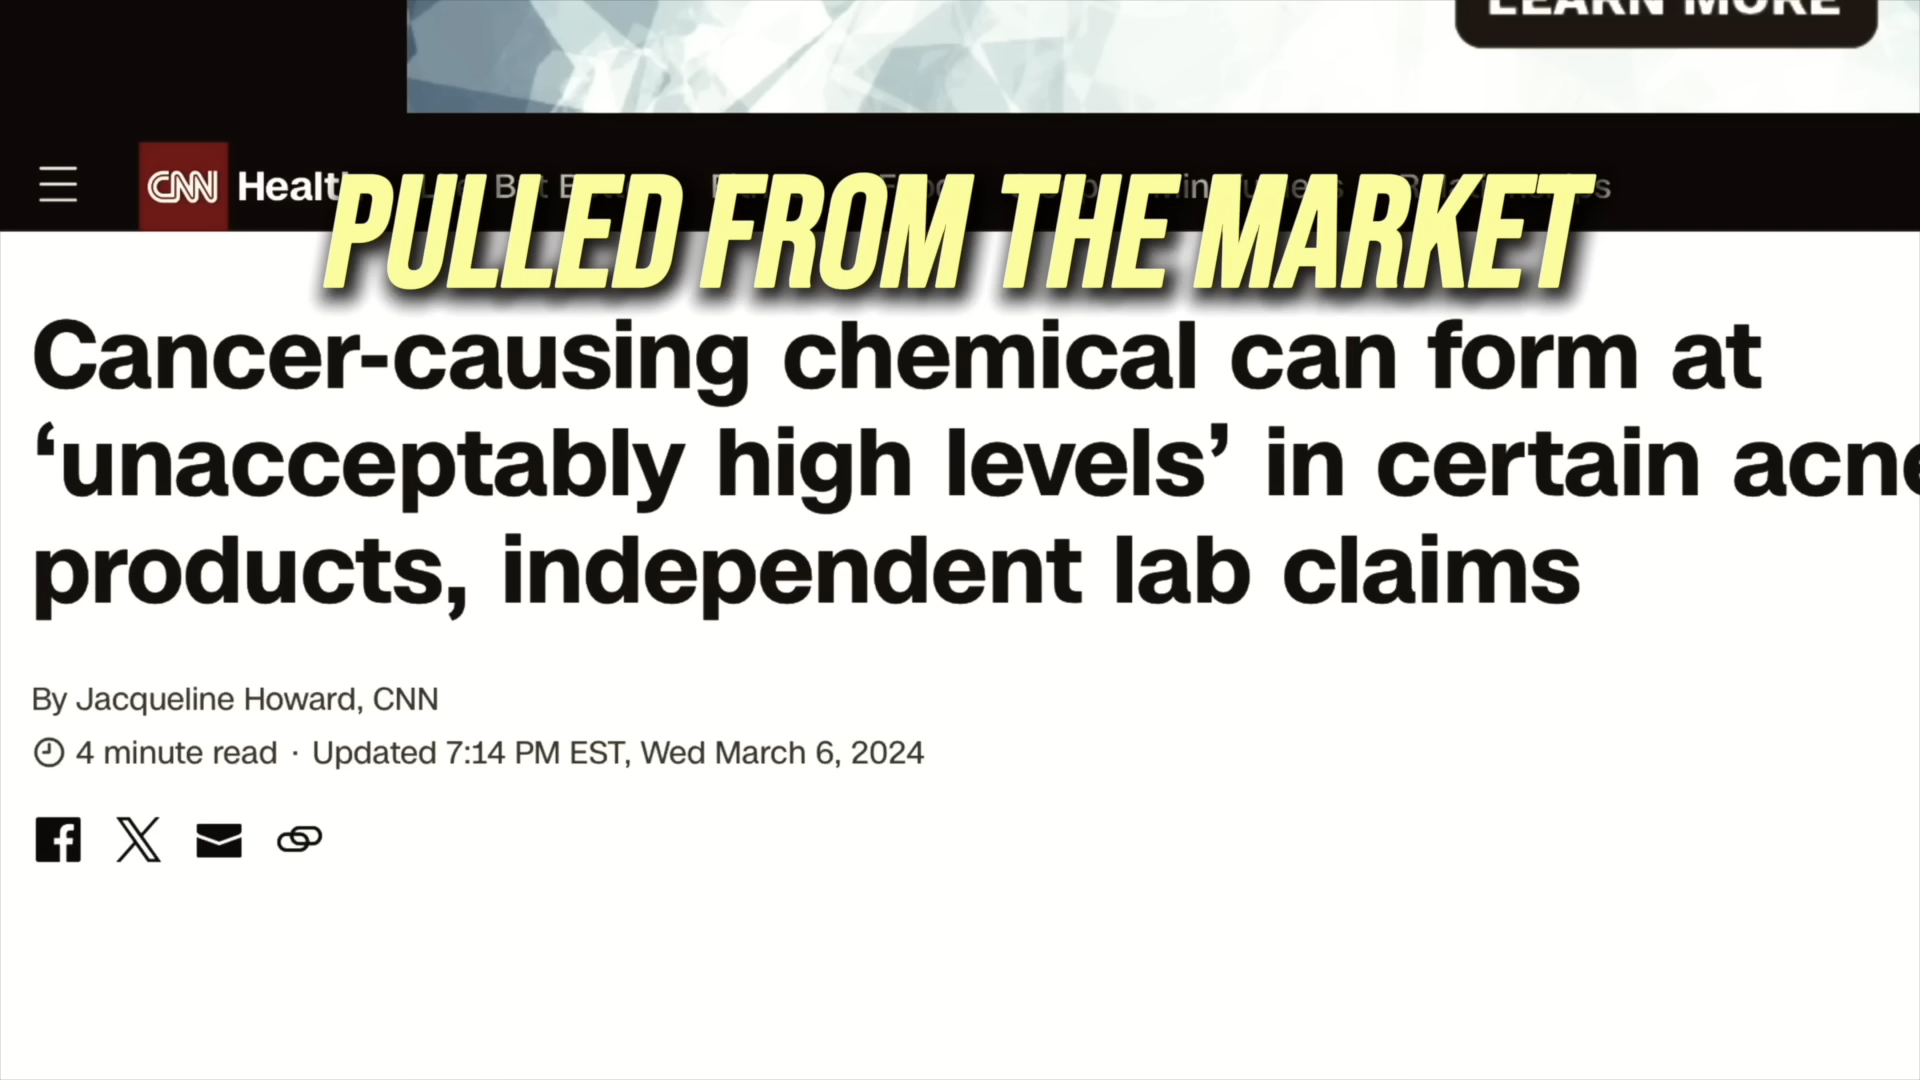 LEARN MORE
CNN Health
PULLED FROM THE MARKET
Cancer-causing chemical can form at
‘unacceptably high levels’ in certain acne
products, independent lab claims
By Jacqueline Howard, CNN
4 minute read · Updated 7:14 PM EST, Wed March 6, 2024